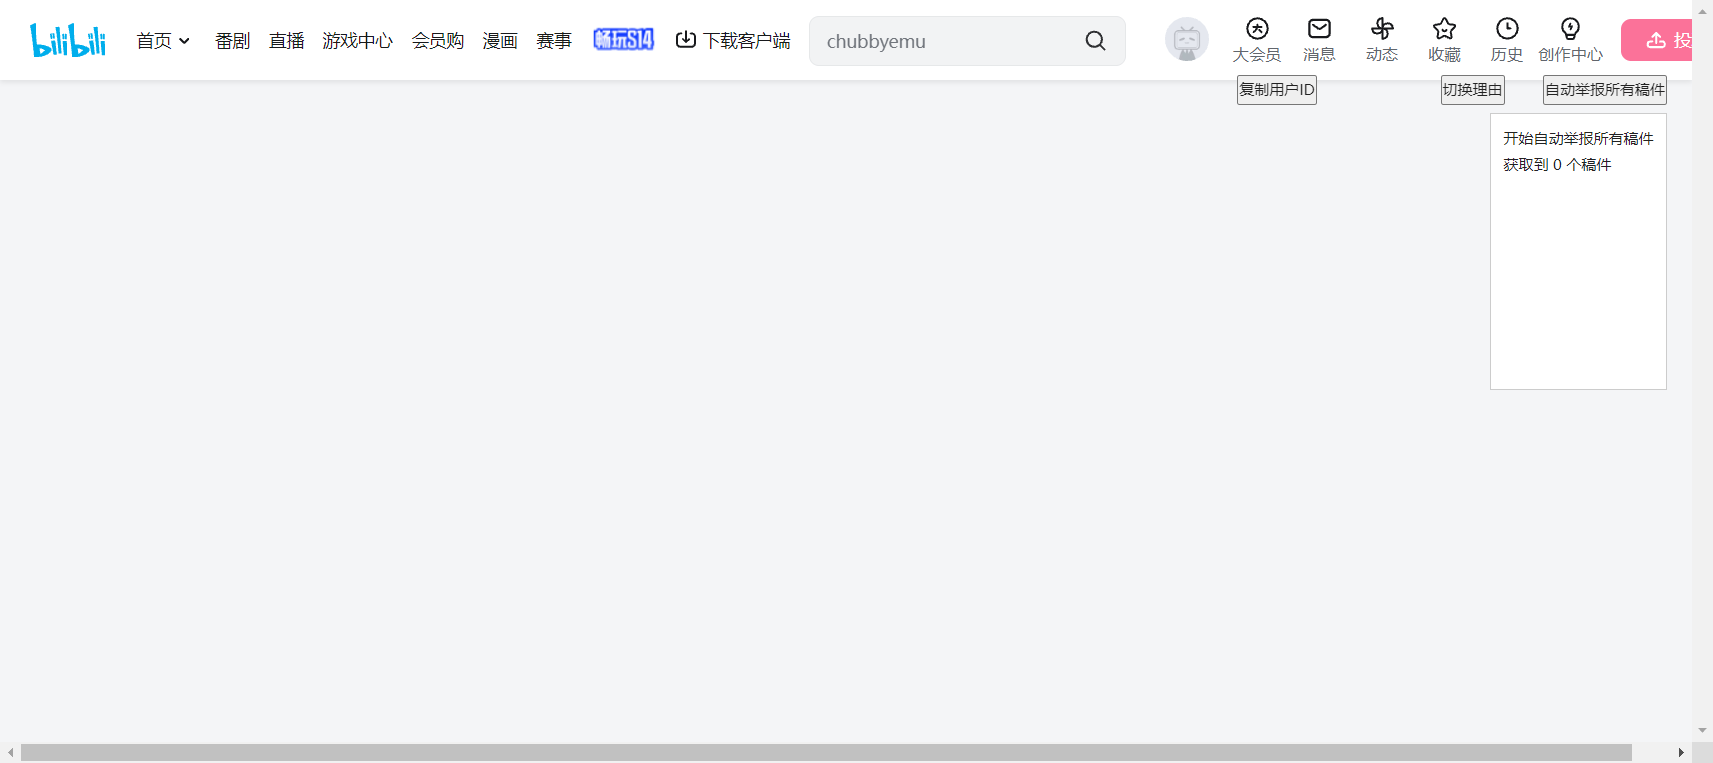 bilibili 首页 番剧 直播 游戏中心 会员购 漫画 赛事 畅玩S14 下载客户端 chubbyemu 大会员 消息 动态 收藏 历史 创作中心 投
复制用户ID 切换理由 自动举报所有稿件
开始自动举报所有稿件
获取到 0 个稿件